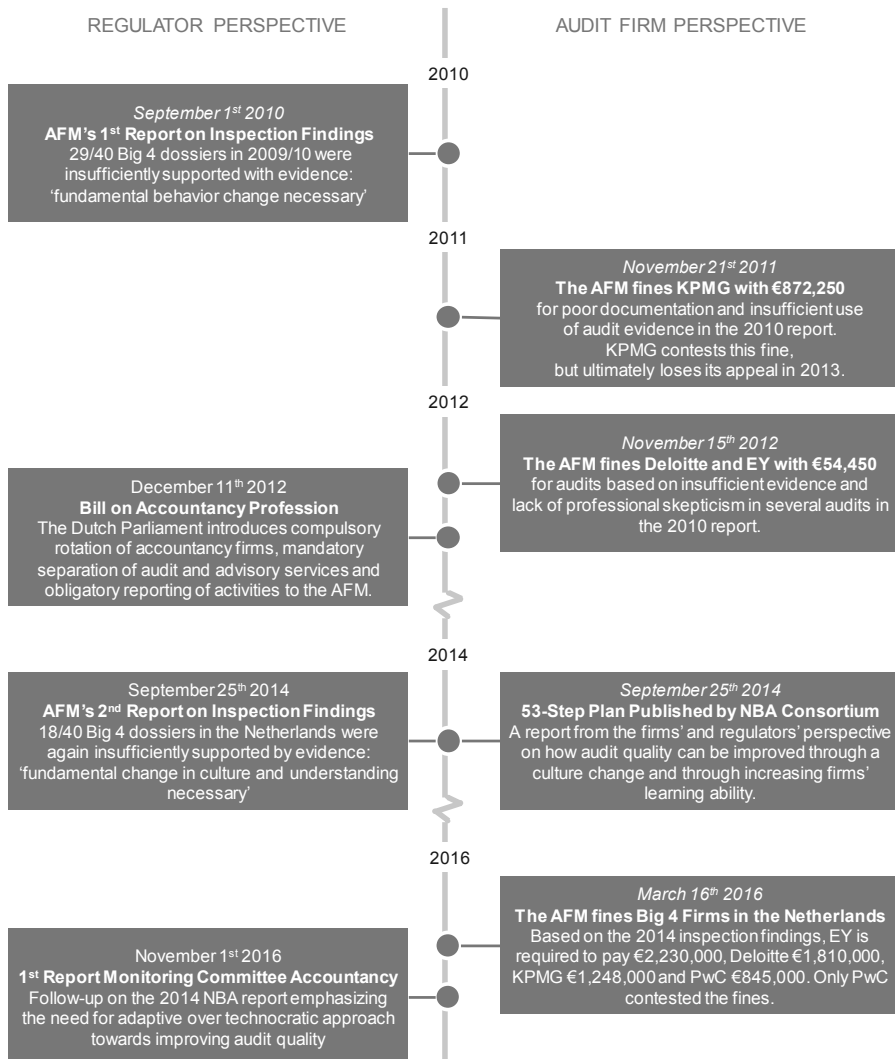 REGULATOR PERSPECTIVE
AUDIT FIRM PERSPECTIVE
2010
September 1st 2010
AFM's 1st Report on Inspection Findings
29/40 Big 4 dossiers in 2009/10 were
insufficiently supported with evidence:
'fundamental behavior change necessary'
2011
November 21st 2011
The AFM fines KPMG with €872,250
for poor documentation and insufficient use
of audit evidence in the 2010 report.
KPMG contests this fine,
but ultimately loses its appeal in 2013.
2012
November 15th 2012
The AFM fines Deloitte and EY with €54,450
for audits based on insufficient evidence and
lack of professional skepticism in several audits in
the 2010 report.
December 11th 2012
Bill on Accountancy Profession
The Dutch Parliament introduces compulsory
rotation of accountancy firms, mandatory
separation of audit and advisory services and
obligatory reporting of activities to the AFM.
2014
September 25th 2014
AFM's 2nd Report on Inspection Findings
18/40 Big 4 dossiers in the Netherlands were
again insufficiently supported by evidence:
'fundamental change in culture and understanding
necessary'
September 25th 2014
53-Step Plan Published by NBA Consortium
A report from the firms' and regulators' perspective
on how audit quality can be improved through a
culture change and through increasing firms'
learning ability.
2016
March 16th 2016
The AFM fines Big 4 Firms in the Netherlands
Based on the 2014 inspection findings, EY is
required to pay €2,230,000, Deloitte €1,810,000,
KPMG €1,248,000 and PwC €845,000. Only PwC
contested the fines.
November 1st 2016
1st Report Monitoring Committee Accountancy
Follow-up on the 2014 NBA report emphasizing
the need for adaptive over technocratic approach
towards improving audit quality